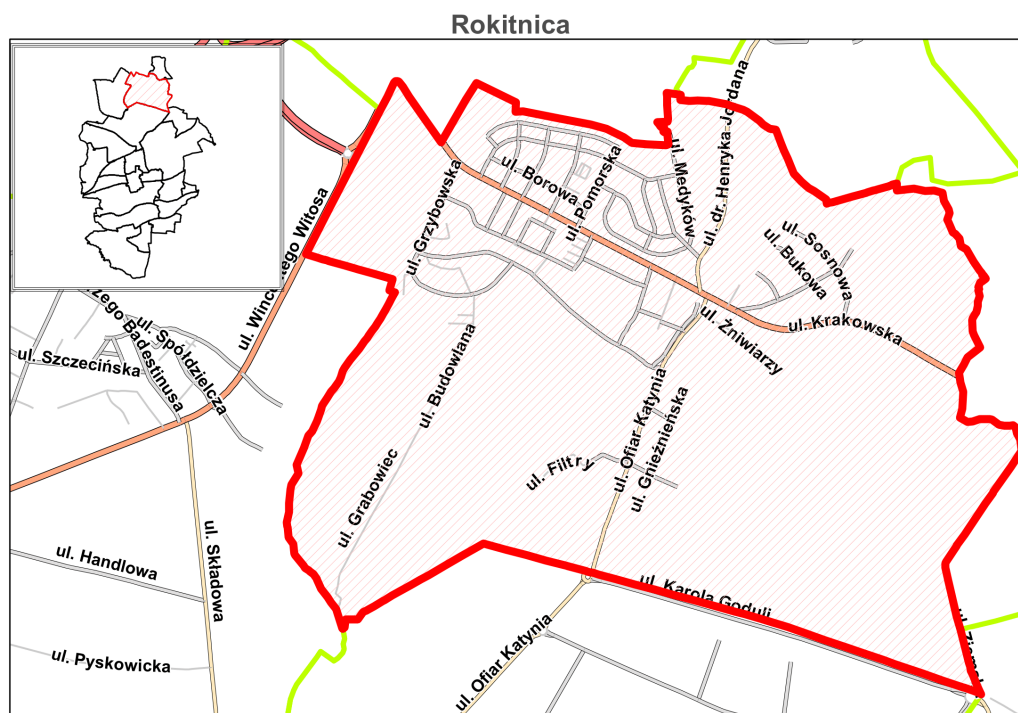 Rokitnica
ul. dr. Henryka Jordana
ul. Medyków
ul. Pomorska
ul. Borowa
ul. Grzybowska
ul. Sosnowa
ul. Bukowa
ul. Krakowska
ul. Żniwiarzy
ul. Budowlana
ul. Ofiar Katynia
ul. Gnieźnieńska
ul. Filtry
ul. Grabowiec
ul. Spółdzielcza
ul. Szczecińska
ul. Składowa
ul. Handlowa
ul. Pyskowicka
ul. Karola Goduli
ul. Ofiar Katynia